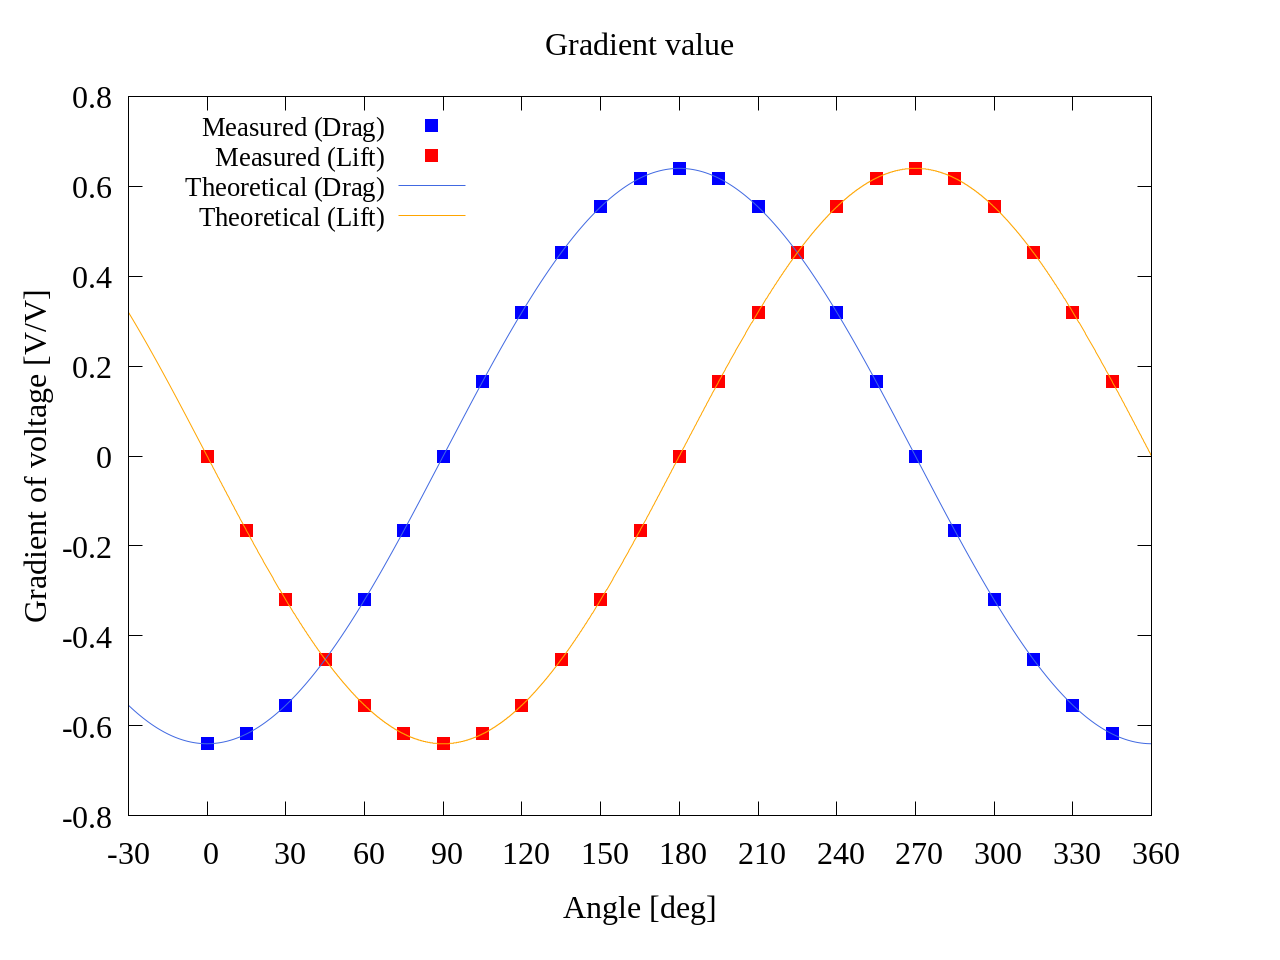 Gradient value
0.8
0.6
0.4
0.2
0
-0.2
-0.4
-0.6
-0.8
Gradient of voltage [V/V]
Measured (Drag)
Measured (Lift)
Theoretical (Drag)
Theoretical (Lift)
-30 0 30 60 90 120 150 180 210 240 270 300 330 360
Angle [deg]